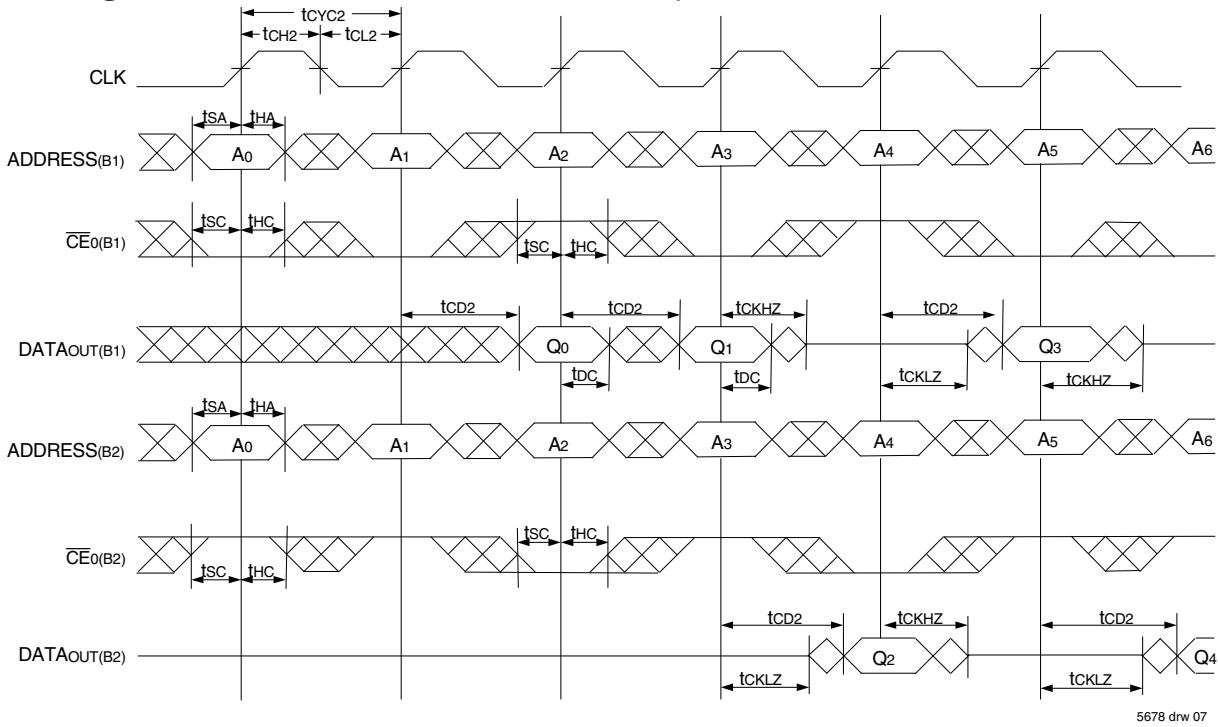 tCYC2
tCH2 tCL2
CLK
tSA tHA
ADDRESS(B1) A0 A1 A2 A3 A4 A5 A6
tSC tHC
CE0(B1)
tSC tHC
tCD2 tCD2 tCKHZ tCD2
DATAOUT(B1) Q0 Q1 Q3
tDC tDC tCKLZ tCKHZ
tSA tHA
ADDRESS(B2) A0 A1 A2 A3 A4 A5 A6
tSC tHC
CE0(B2)
tSC tHC
tCD2 tCKHZ tCD2
DATAOUT(B2) Q2 Q4
tCKLZ tCKLZ
5678 drw 07